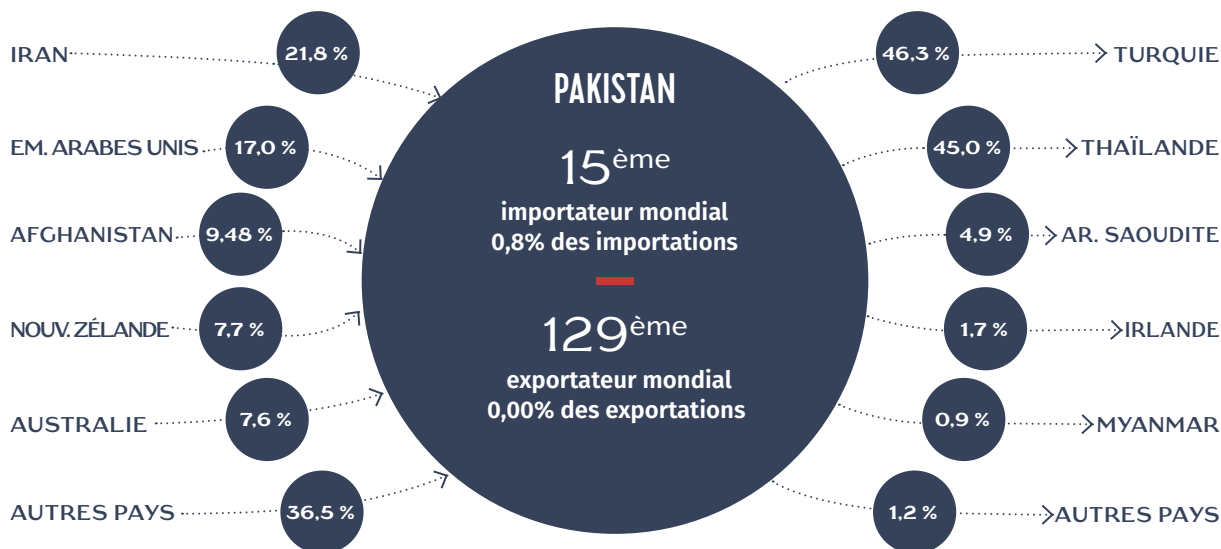 IRAN 21,8 %
EM. ARABES UNIS 17,0 %
AFGHANISTAN 9,48 %
NOUV. ZÉLANDE 7,7 %
AUSTRALIE 7,6 %
AUTRES PAYS 36,5 %
PAKISTAN
15ème
importateur mondial
0,8% des importations
129ème
exportateur mondial
0,00% des exportations
46,3 % TURQUIE
45,0 % THAÏLANDE
4,9 % AR. SAOUDITE
1,7 % IRLANDE
0,9 % MYANMAR
1,2 % AUTRES PAYS